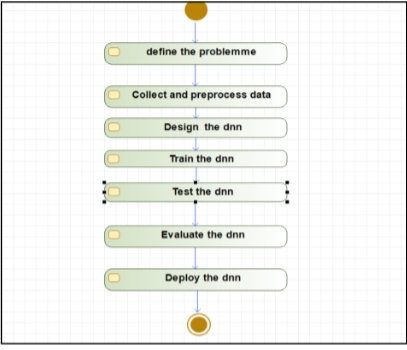 define the problemme
Collect and preprocess data
Design the dnn
Train the dnn
Test the dnn
Evaluate the dnn
Deploy the dnn